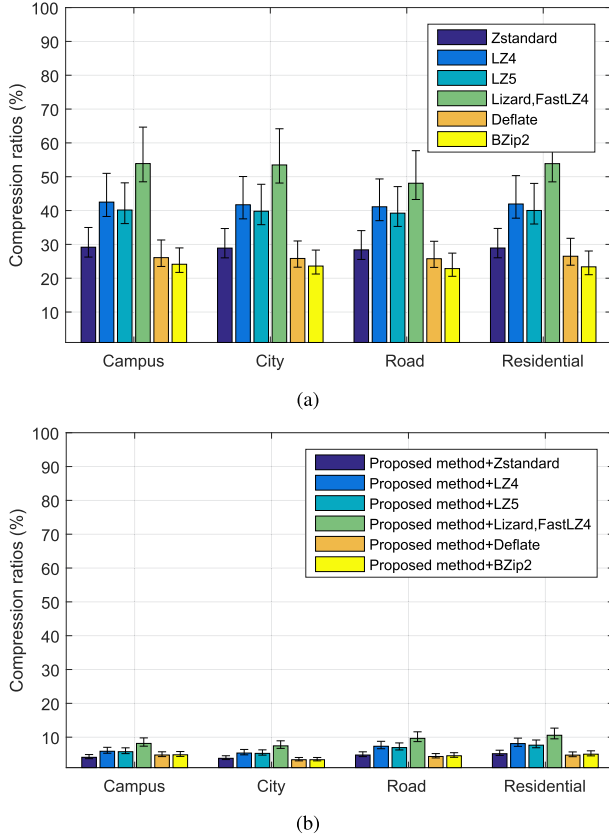 100
90
80
70
60
50
40
30
20
10
Compression ratios (%)
Zstandard
LZ4
LZ5
Lizard,FastLZ4
Deflate
BZip2
Campus
City
Road
Residential
(a)
100
90
80
70
60
50
40
30
20
10
Compression ratios (%)
Proposed method+Zstandard
Proposed method+LZ4
Proposed method+LZ5
Proposed method+Lizard,FastLZ4
Proposed method+Deflate
Proposed method+BZip2
Campus
City
Road
Residential
(b)